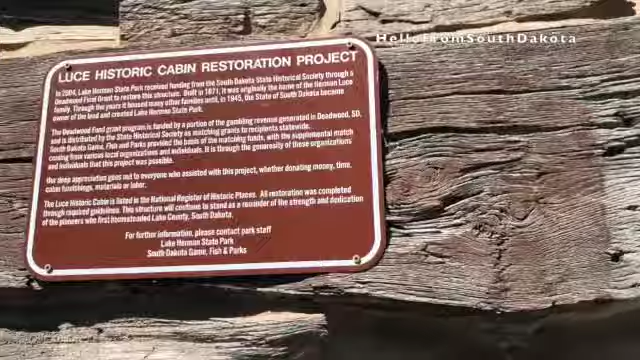 HelloFromSouthDakota
LUCE HISTORIC CABIN RESTORATION PROJECT
In 2004, Lake Herman State Park received funding from the South Dakota State Historical Society through a
Deadwood Fund Grant to restore this structure. Built in 1871, it was originally the home of the Herman Luce
family. Through the years it housed many other families until, in 1945, the State of South Dakota became
owner of the land and created Lake Herman State Park.
The Deadwood Fund grant program is funded by a portion of the gambling revenue generated in Deadwood, SD,
and is distributed by the State Historical Society as matching grants to recipients statewide.
South Dakota Game, Fish and Parks provided the basis of the matching funds, with the supplemental match
coming from various local organizations and individuals. It is through the generosity of these organizations
and individuals that this project was possible.
Our deep appreciation goes out to everyone who assisted with this project, whether donating money, time,
cabin furnishings, materials or labor.
The Luce Historic Cabin is listed in the National Register of Historic Places. All restoration was completed
through required guidelines. This structure will continue to stand as a reminder of the strength and dedication
of the pioneers who first homesteaded Lake County, South Dakota.
For further information, please contact park staff
Lake Herman State Park
South Dakota Game, Fish & Parks